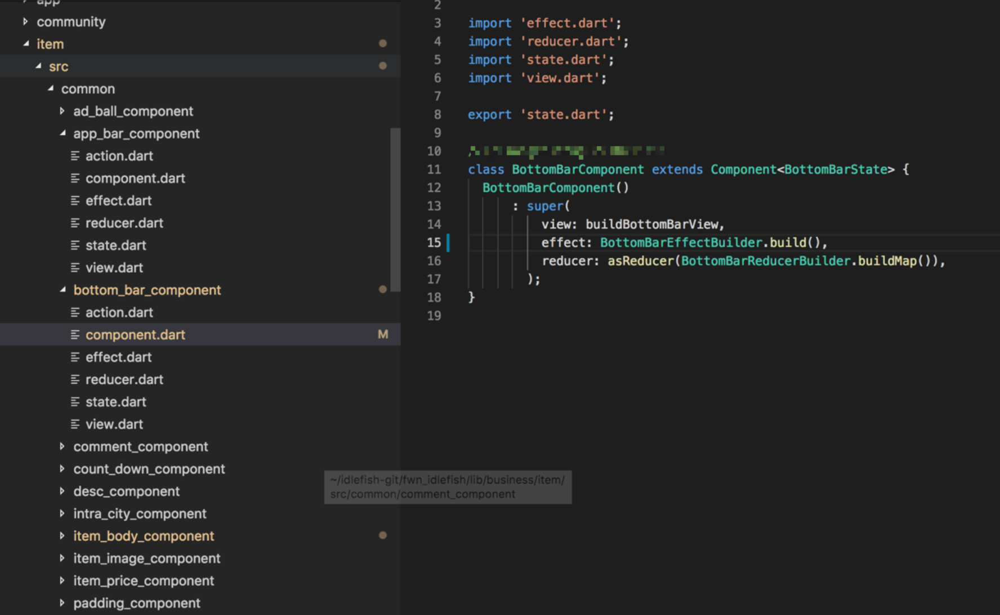 app
community
item
src
common
ad_ball_component
app_bar_component
action.dart
component.dart
effect.dart
reducer.dart
state.dart
view.dart
bottom_bar_component
action.dart
component.dart M
effect.dart
reducer.dart
state.dart
view.dart
comment_component
count_down_component
desc_component
intra_city_component
item_body_component
item_image_component
item_price_component
padding_component
~/idlefish-git/fwn_idlefish/lib/business/item/
src/common/comment_component
2
3 import 'effect.dart';
4 import 'reducer.dart';
5 import 'state.dart';
6 import 'view.dart';
7
8 export 'state.dart';
9
10
11 class BottomBarComponent extends Component<BottomBarState> {
12 BottomBarComponent()
13 : super(
14 view: buildBottomBarView,
15 effect: BottomBarEffectBuilder.build(),
16 reducer: asReducer(BottomBarReducerBuilder.buildMap()),
17 );
18 }
19